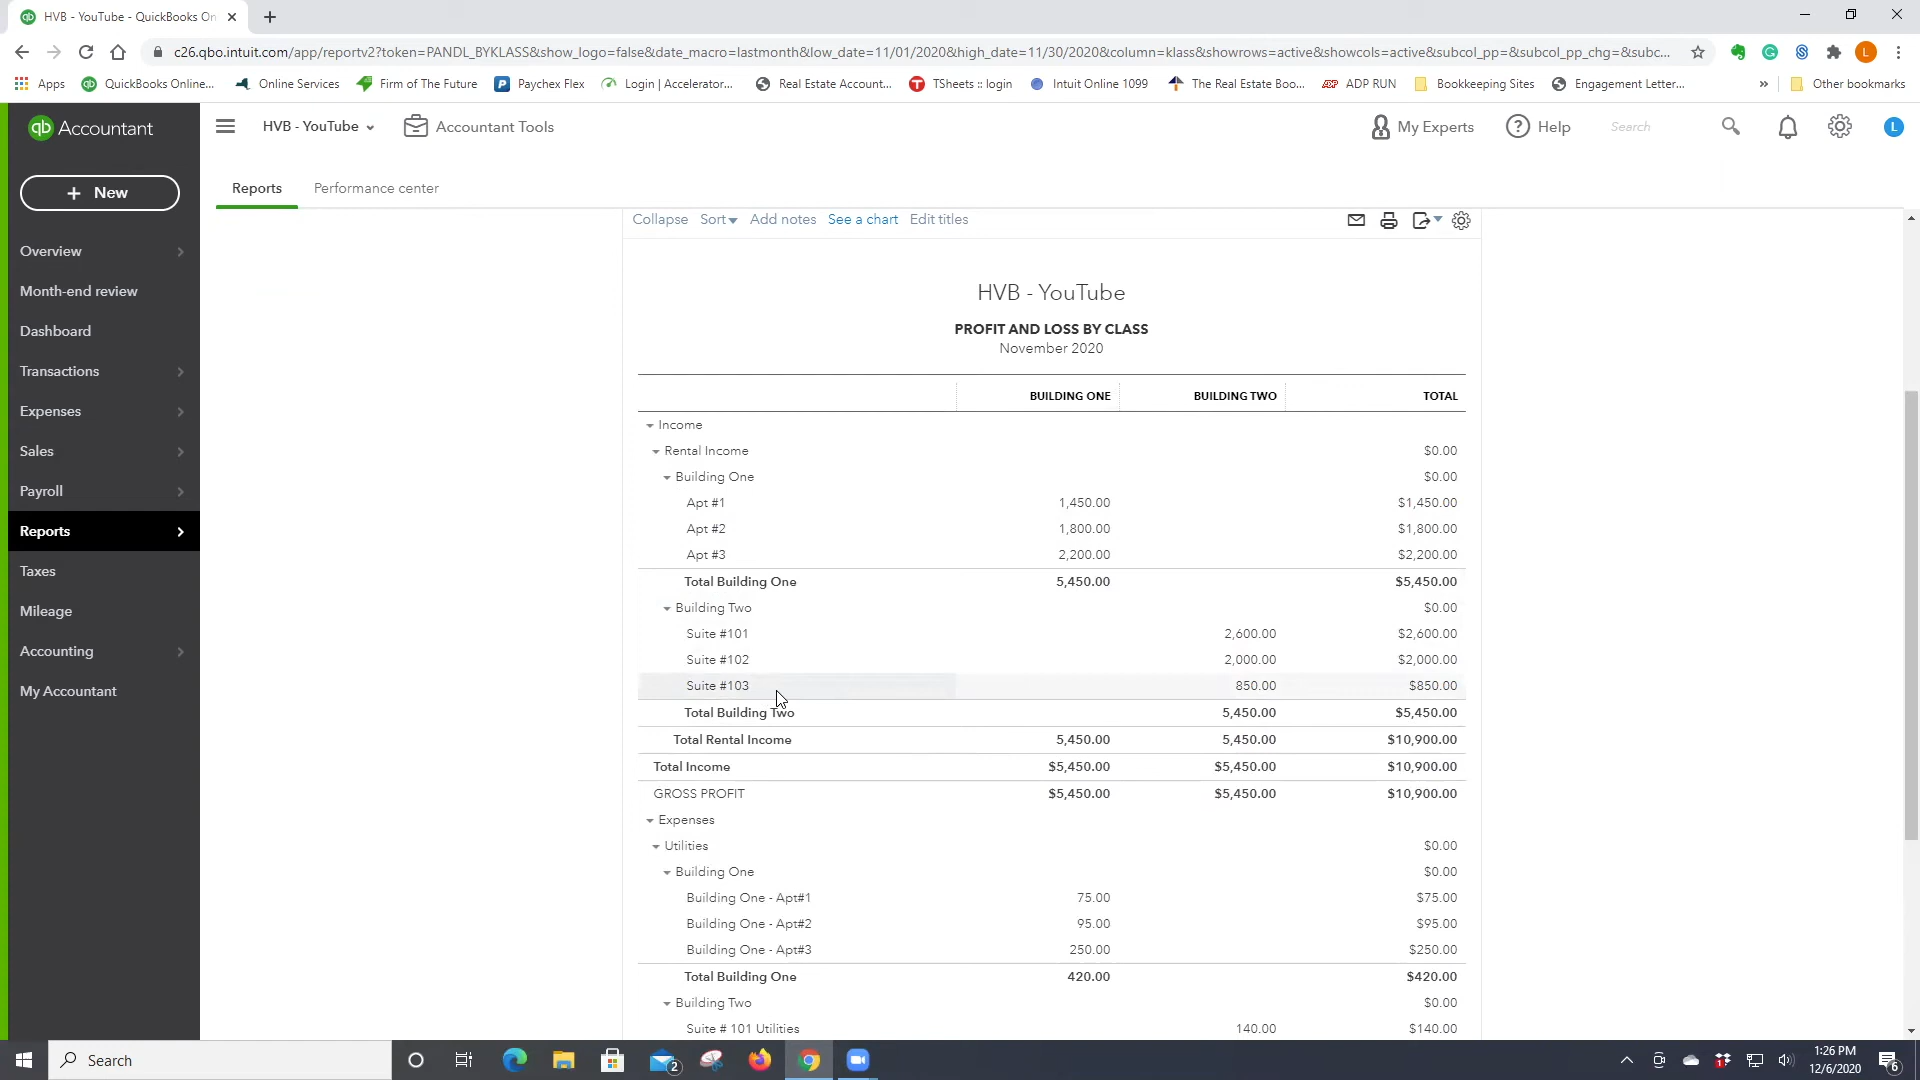 HVB - YouTube - QuickBooks On
c26.qbo.intuit.com/app/reportv2?token=PANDL_BYKLASS&show_logo=false&date_macro=lastmonth&low_date=11/01/2020&high_date=11/30/2020&column=klass&showrows=active&showcols=active&subcol_pp=&subcol_pp_chg=&subc...
Apps QuickBooks Online... Online Services Firm of The Future Paychex Flex Login | Accelerator... Real Estate Account... TSheets :: login Intuit Online 1099 The Real Estate Boo... ADP RUN Bookkeeping Sites Engagement Letter... » Other bookmarks
qb Accountant HVB - YouTube Accountant Tools My Experts Help Search L
+ New
Reports Performance center
Collapse Sort Add notes See a chart Edit titles
Overview
Month-end review
Dashboard
Transactions
Expenses
Sales
Payroll
Reports
Taxes
Mileage
Accounting
My Accountant
HVB - YouTube
PROFIT AND LOSS BY CLASS
November 2020
BUILDING ONE BUILDING TWO TOTAL
Income
Rental Income $0.00
Building One $0.00
Apt #1 1,450.00 $1,450.00
Apt #2 1,800.00 $1,800.00
Apt #3 2,200.00 $2,200.00
Total Building One 5,450.00 $5,450.00
Building Two $0.00
Suite #101 2,600.00 $2,600.00
Suite #102 2,000.00 $2,000.00
Suite #103 850.00 $850.00
Total Building Two 5,450.00 $5,450.00
Total Rental Income 5,450.00 5,450.00 $10,900.00
Total Income $5,450.00 $5,450.00 $10,900.00
GROSS PROFIT $5,450.00 $5,450.00 $10,900.00
Expenses
Utilities $0.00
Building One $0.00
Building One - Apt#1 75.00 $75.00
Building One - Apt#2 95.00 $95.00
Building One - Apt#3 250.00 $250.00
Total Building One 420.00 $420.00
Building Two $0.00
Suite # 101 Utilities 140.00 $140.00
Search
2
1:26 PM
12/6/2020
6